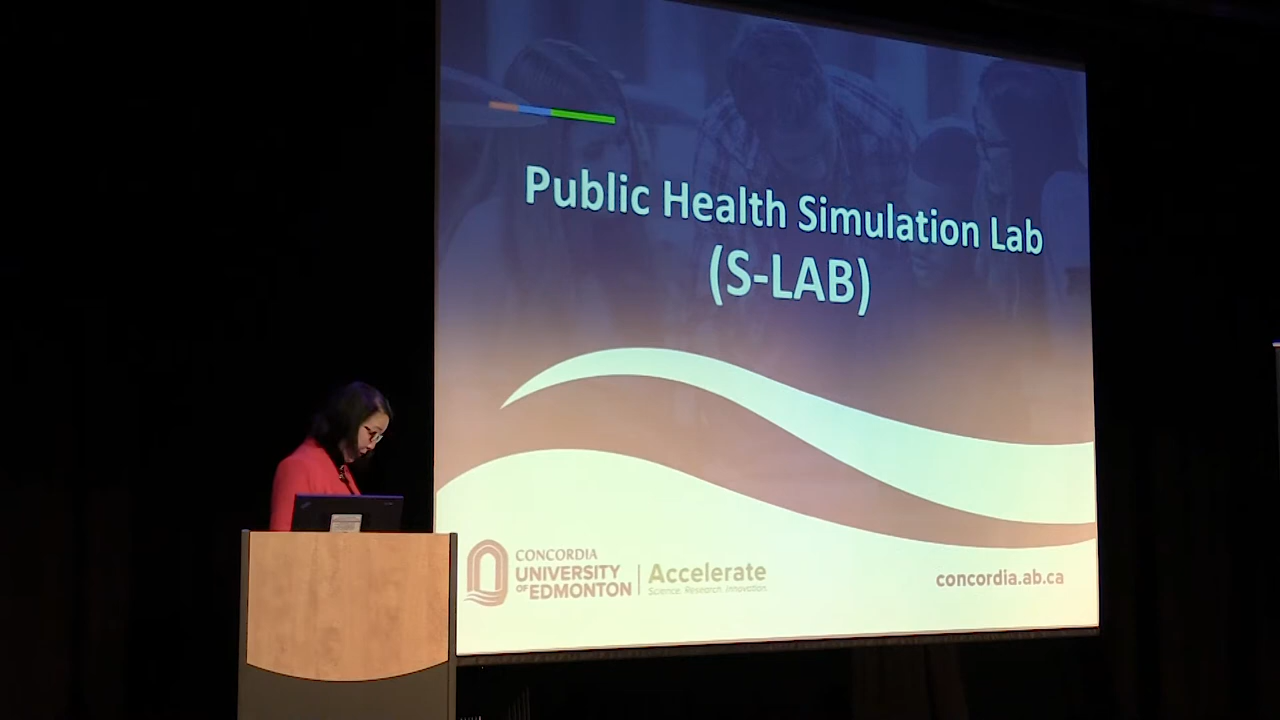 Public Health Simulation Lab
(S-LAB)
CONCORDIA
UNIVERSITY
OF EDMONTON
Accelerate
Science. Research. Innovation.
concordia.ab.ca